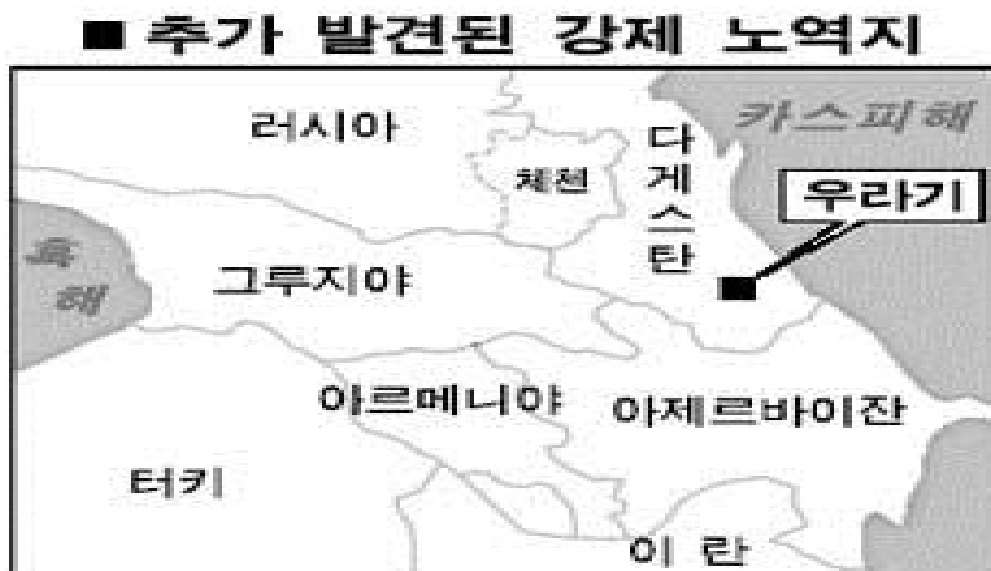 ■ 추가 발견된 강제 노역지
러시아
체첸
다게스탄
카스피해
우라기
흑해
그루지야
아르메니야
아제르바이잔
터키
이란